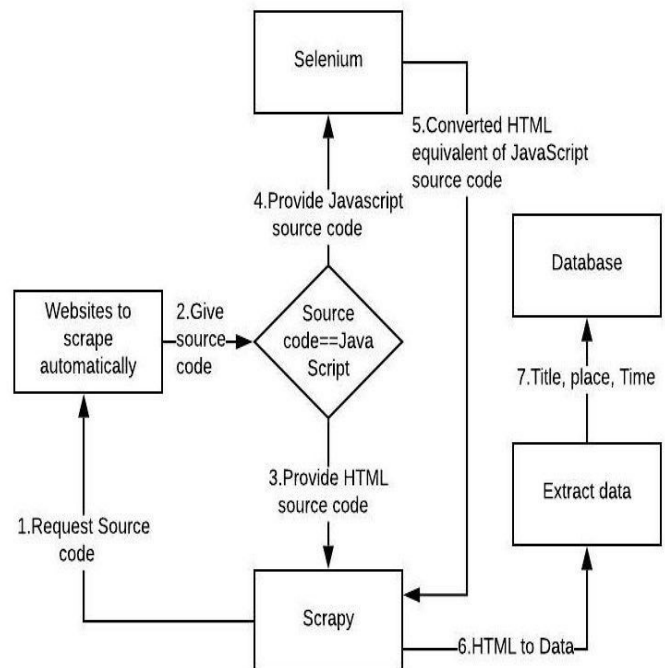 Selenium
5.Converted HTML
equivalent of JavaScript
source code
4.Provide Javascript
source code
Database
Websites to
scrape
automatically
2.Give
source
code
Source
code==Java
Script
7.Title, place, Time
3.Provide HTML
source code
Extract data
1.Request Source
code
Scrapy
6.HTML to Data